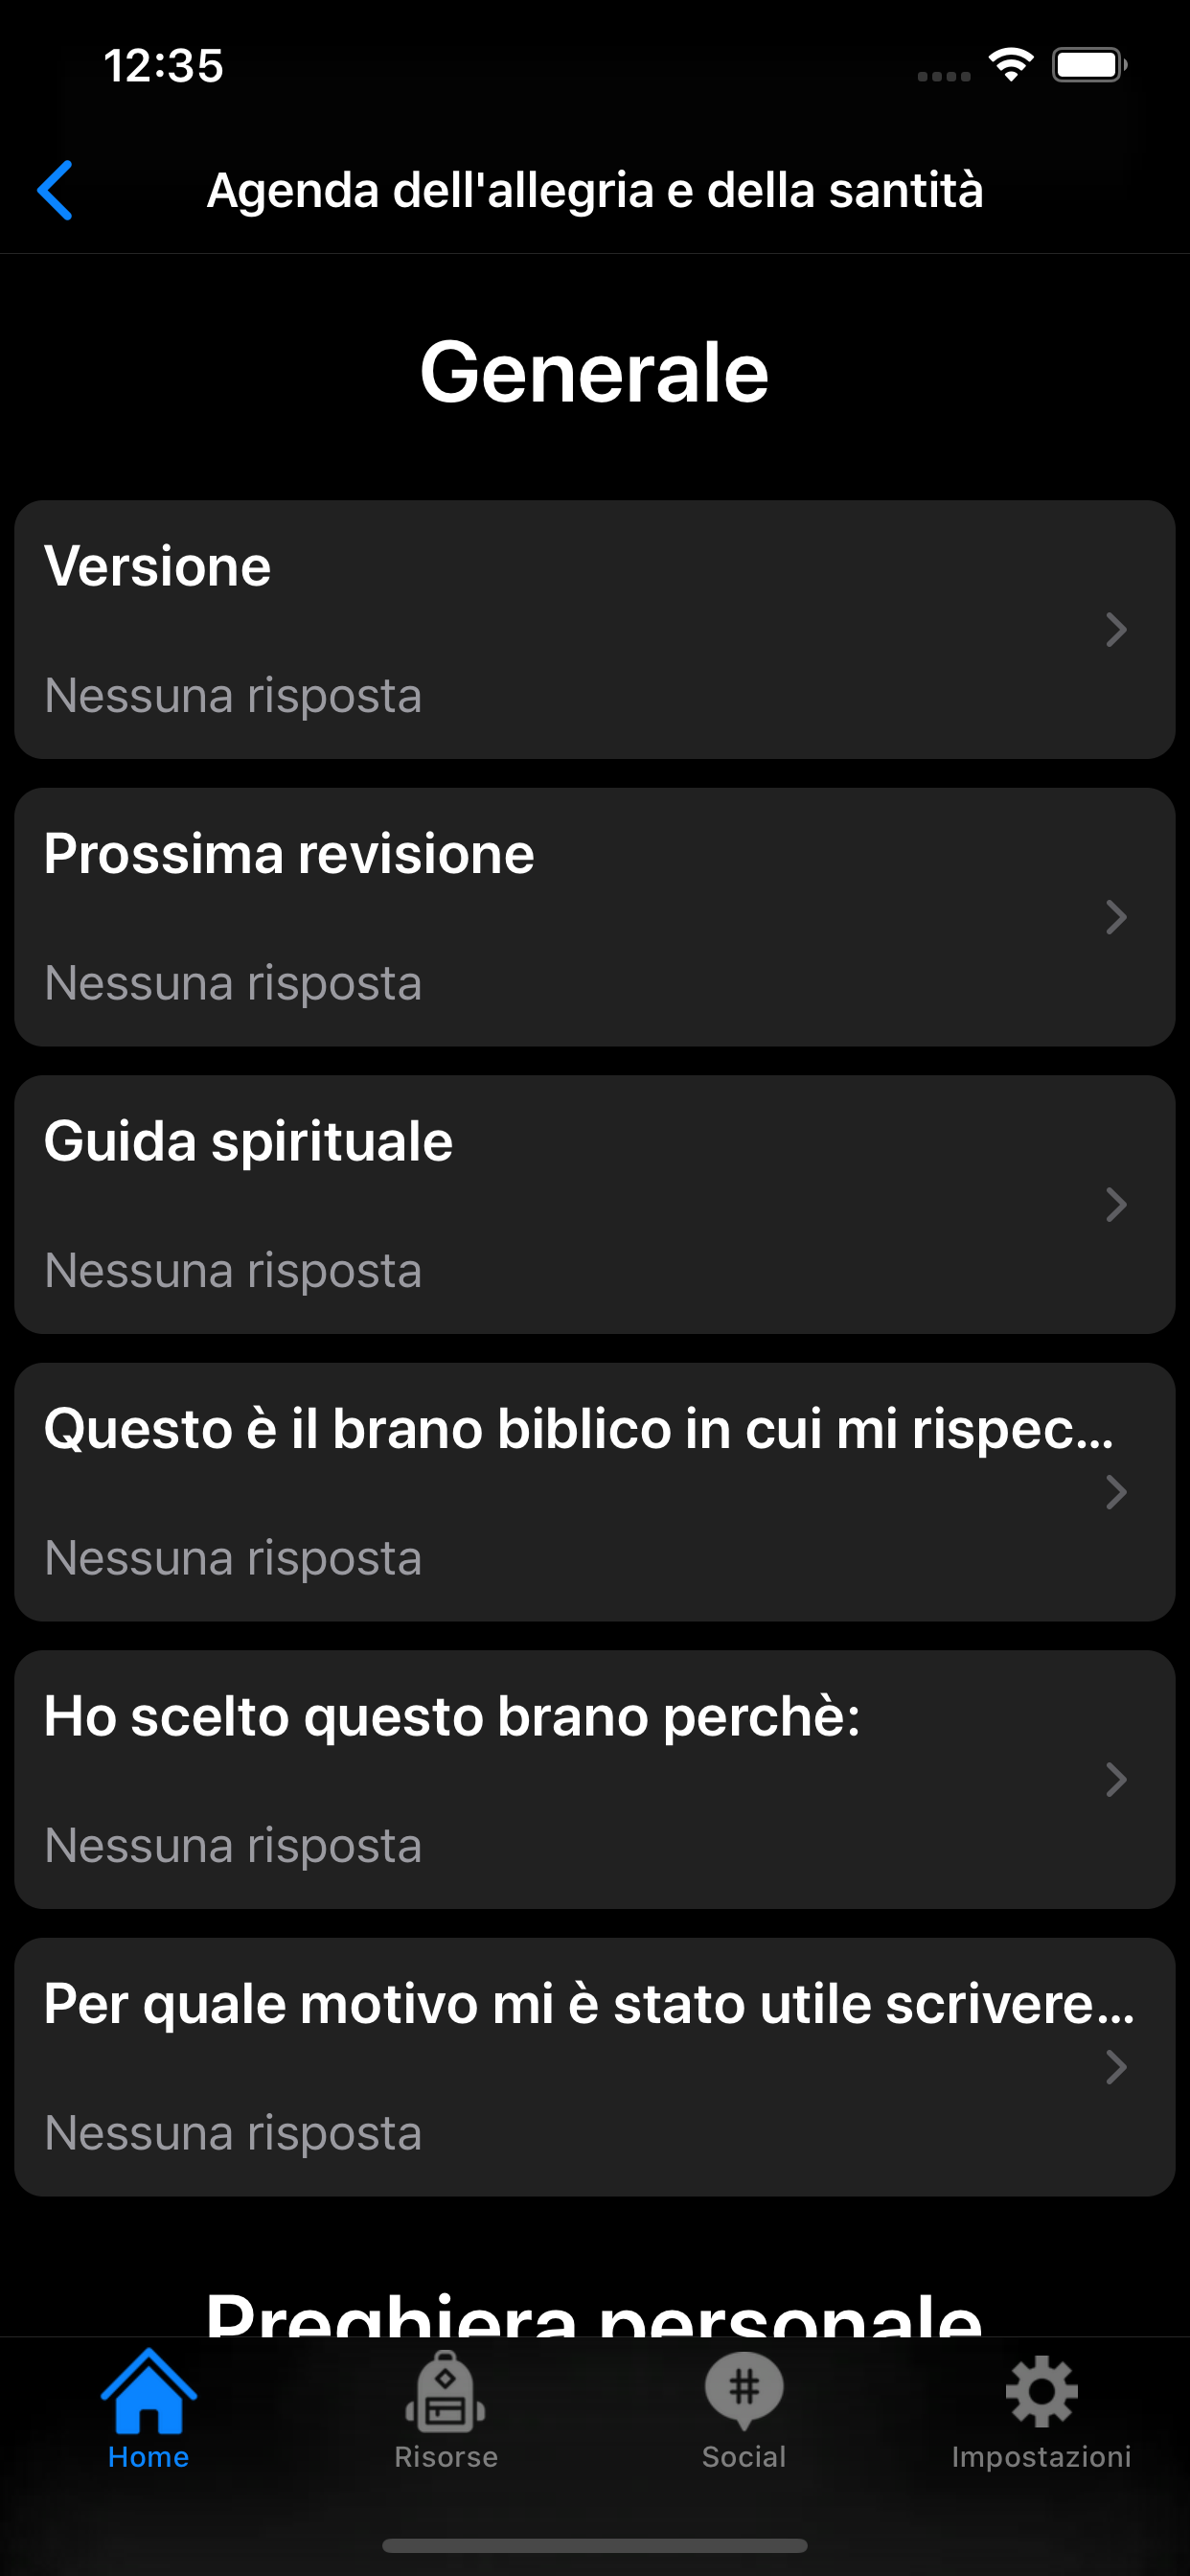 12:35
Agenda dell'allegria e della santità
Generale
Versione
Nessuna risposta
Prossima revisione
Nessuna risposta
Guida spirituale
Nessuna risposta
Questo è il brano biblico in cui mi rispec...
Nessuna risposta
Ho scelto questo brano perchè:
Nessuna risposta
Per quale motivo mi è stato utile scrivere...
Nessuna risposta
Preghiera personale
Home
Risorse
Social
Impostazioni